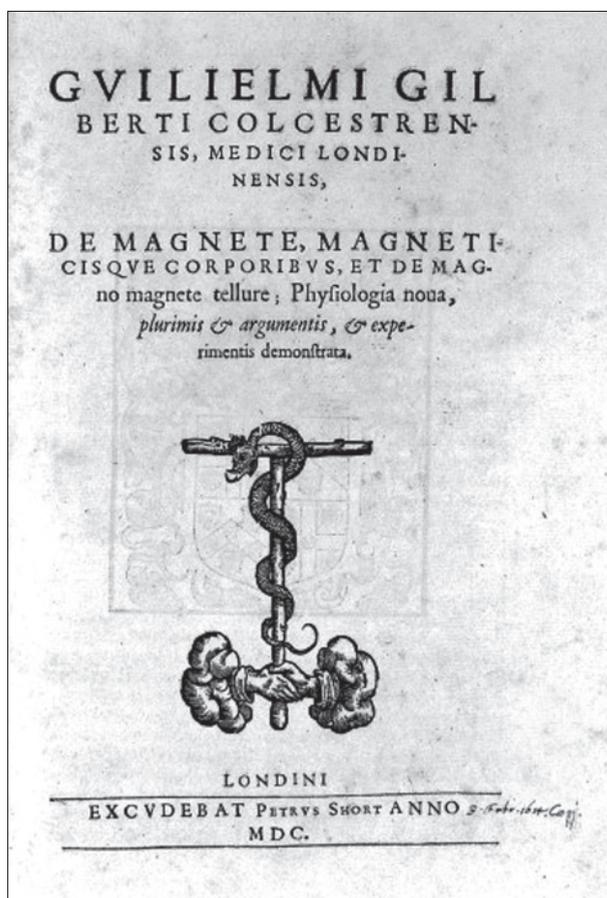 GVILIELMI GIL
BERTI COLCESTREN-
SIS, MEDICI LONDI-
NENSIS,
DE MAGNETE, MAGNETI-
CISQVE CORPORIBVS, ET DE MAG-
no magnete tellure; Phyſiologia noua,
plurimis & argumentis, & expe-
rimentis demonſtrata.
LONDINI
EXCVDEBAT PETRVS SHORT ANNO
MDC.